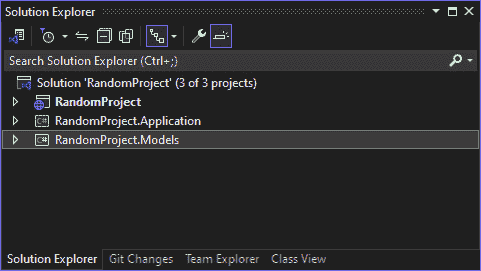 Solution Explorer
Search Solution Explorer (Ctrl+;)
Solution 'RandomProject' (3 of 3 projects)
RandomProject
C# RandomProject.Application
C# RandomProject.Models
Solution Explorer Git Changes Team Explorer Class View